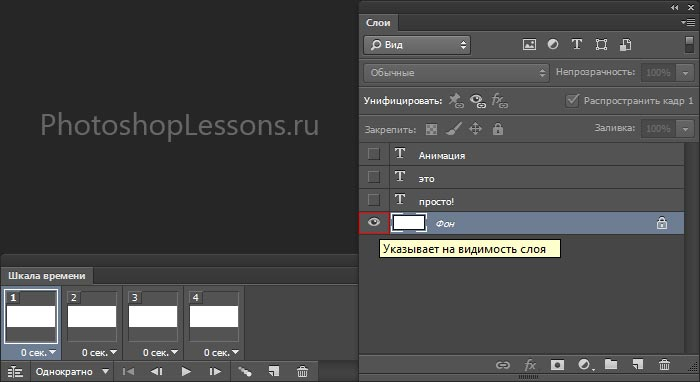 Слои
Вид
Обычные Непрозрачность: 100%
Унифицировать: Распространить кадр 1
PhotoshopLessons.ru
Закрепить: Заливка: 100%
T Анимация
T это
T просто!
Фон
Указывает на видимость слоя
Шкала времени
1 2 3 4
0 сек. 0 сек. 0 сек. 0 сек.
Однократно fx